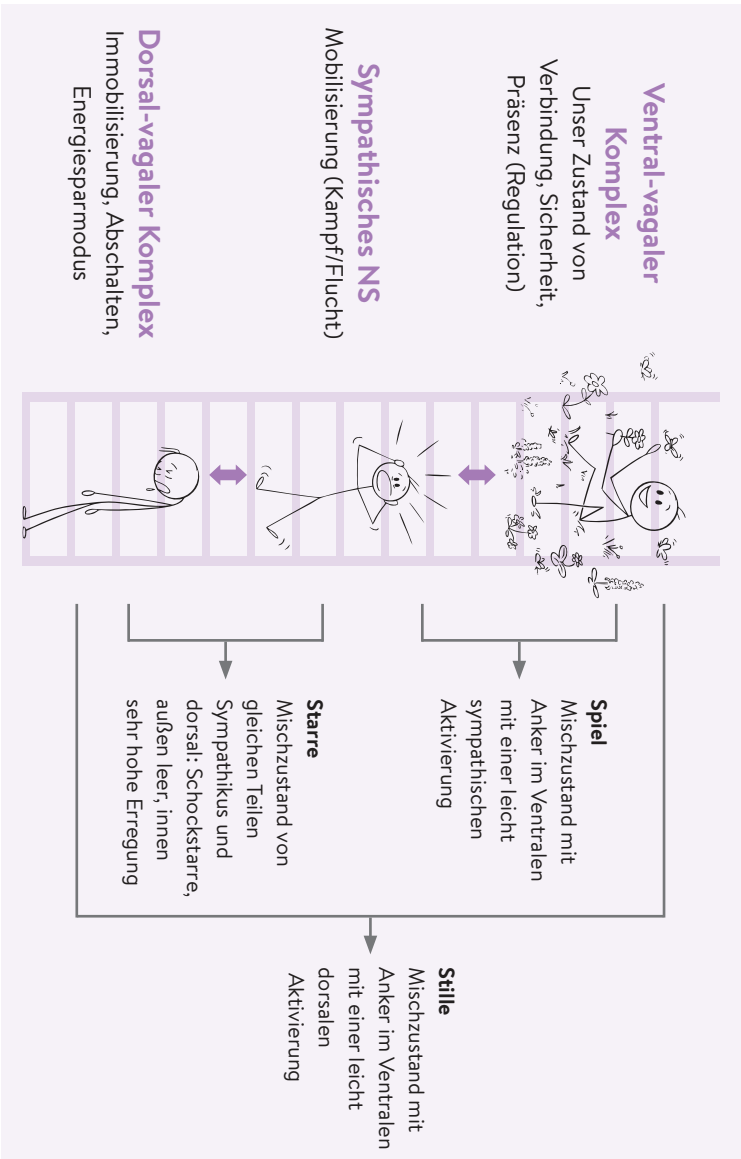 Ventral-vagaler
Komplex
Unser Zustand von
Verbindung, Sicherheit,
Präsenz (Regulation)
Sympathisches NS
Mobilisierung (Kampf/Flucht)
Dorsal-vagaler Komplex
Immobilisierung, Abschalten,
Energiesparmodus
Spiel
Mischzustand mit
Anker im Ventralen
mit einer leicht
sympathischen
Aktivierung
Starre
Mischzustand von
gleichen Teilen
Sympathikus und
dorsal: Schockstarre,
außen leer, innen
sehr hohe Erregung
Stille
Mischzustand mit
Anker im Ventralen
mit einer leicht
dorsalen
Aktivierung